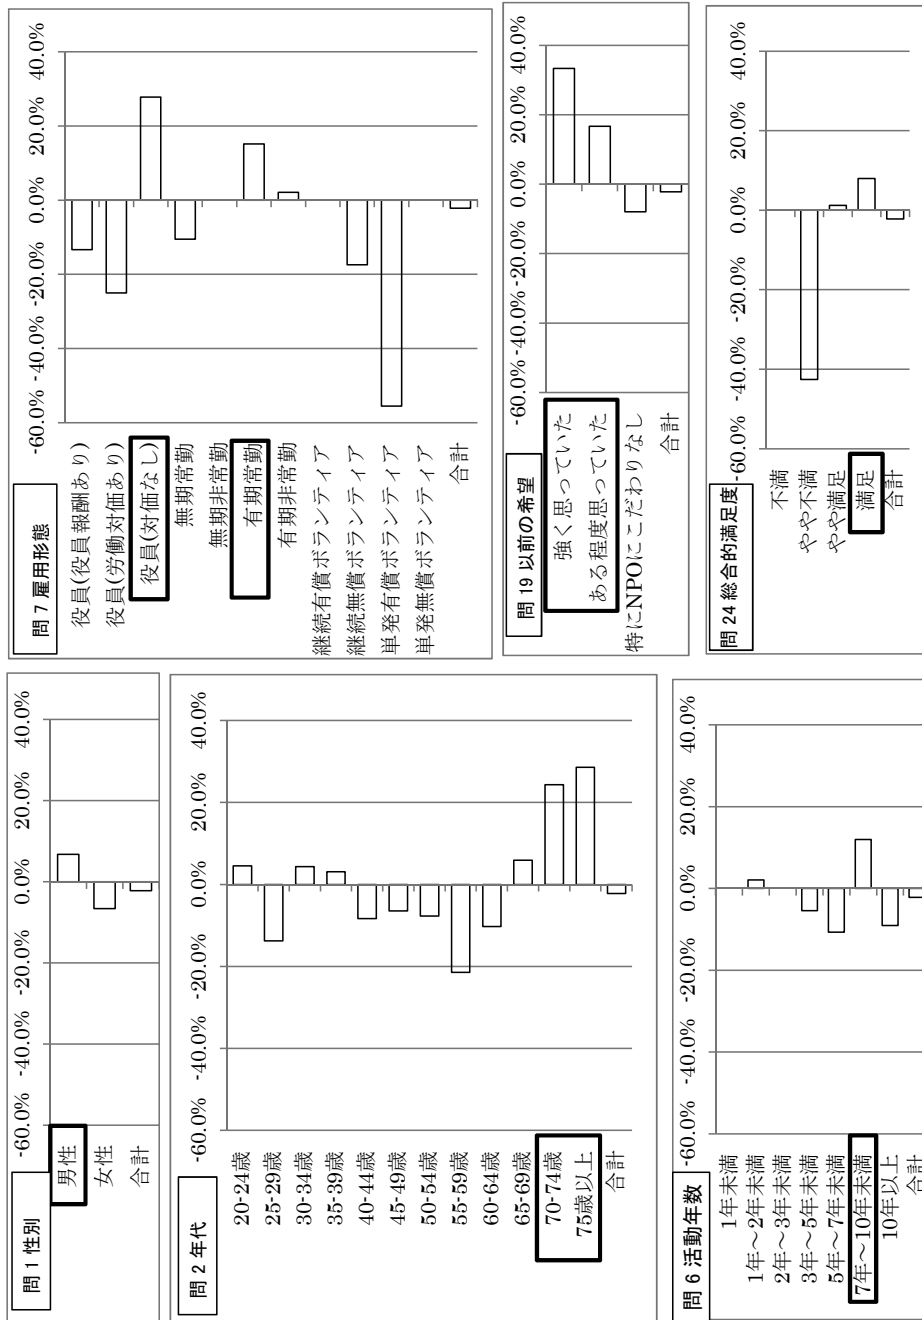 問 1 性別
-60.0% -40.0% -20.0% 0.0% 20.0% 40.0%
男性
女性
合計
問 2 年代
-60.0% -40.0% -20.0% 0.0% 20.0% 40.0%
20-24歳
25-29歳
30-34歳
35-39歳
40-44歳
45-49歳
50-54歳
55-59歳
60-64歳
65-69歳
70-74歳
75歳以上
合計
問 6 活動年数
-60.0% -40.0% -20.0% 0.0% 20.0% 40.0%
1年未満
1年～2年未満
2年～3年未満
3年～5年未満
5年～7年未満
7年～10年未満
10年以上
合計
問 7 雇用形態
-60.0% -40.0% -20.0% 0.0% 20.0% 40.0%
役員(役員報酬あり)
役員(労働対価あり)
役員(対価なし)
無期常勤
無期非常勤
有期常勤
有期非常勤
継続有償ボランティア
継続無償ボランティア
単発有償ボランティア
単発無償ボランティア
合計
問 19 以前の希望
-60.0% -40.0% -20.0% 0.0% 20.0% 40.0%
強く思っていた
ある程度思っていた
特にNPOにこだわりなし
合計
問 24 総合的満足度
-60.0% -40.0% -20.0% 0.0% 20.0% 40.0%
不満
やや不満
やや満足
満足
合計